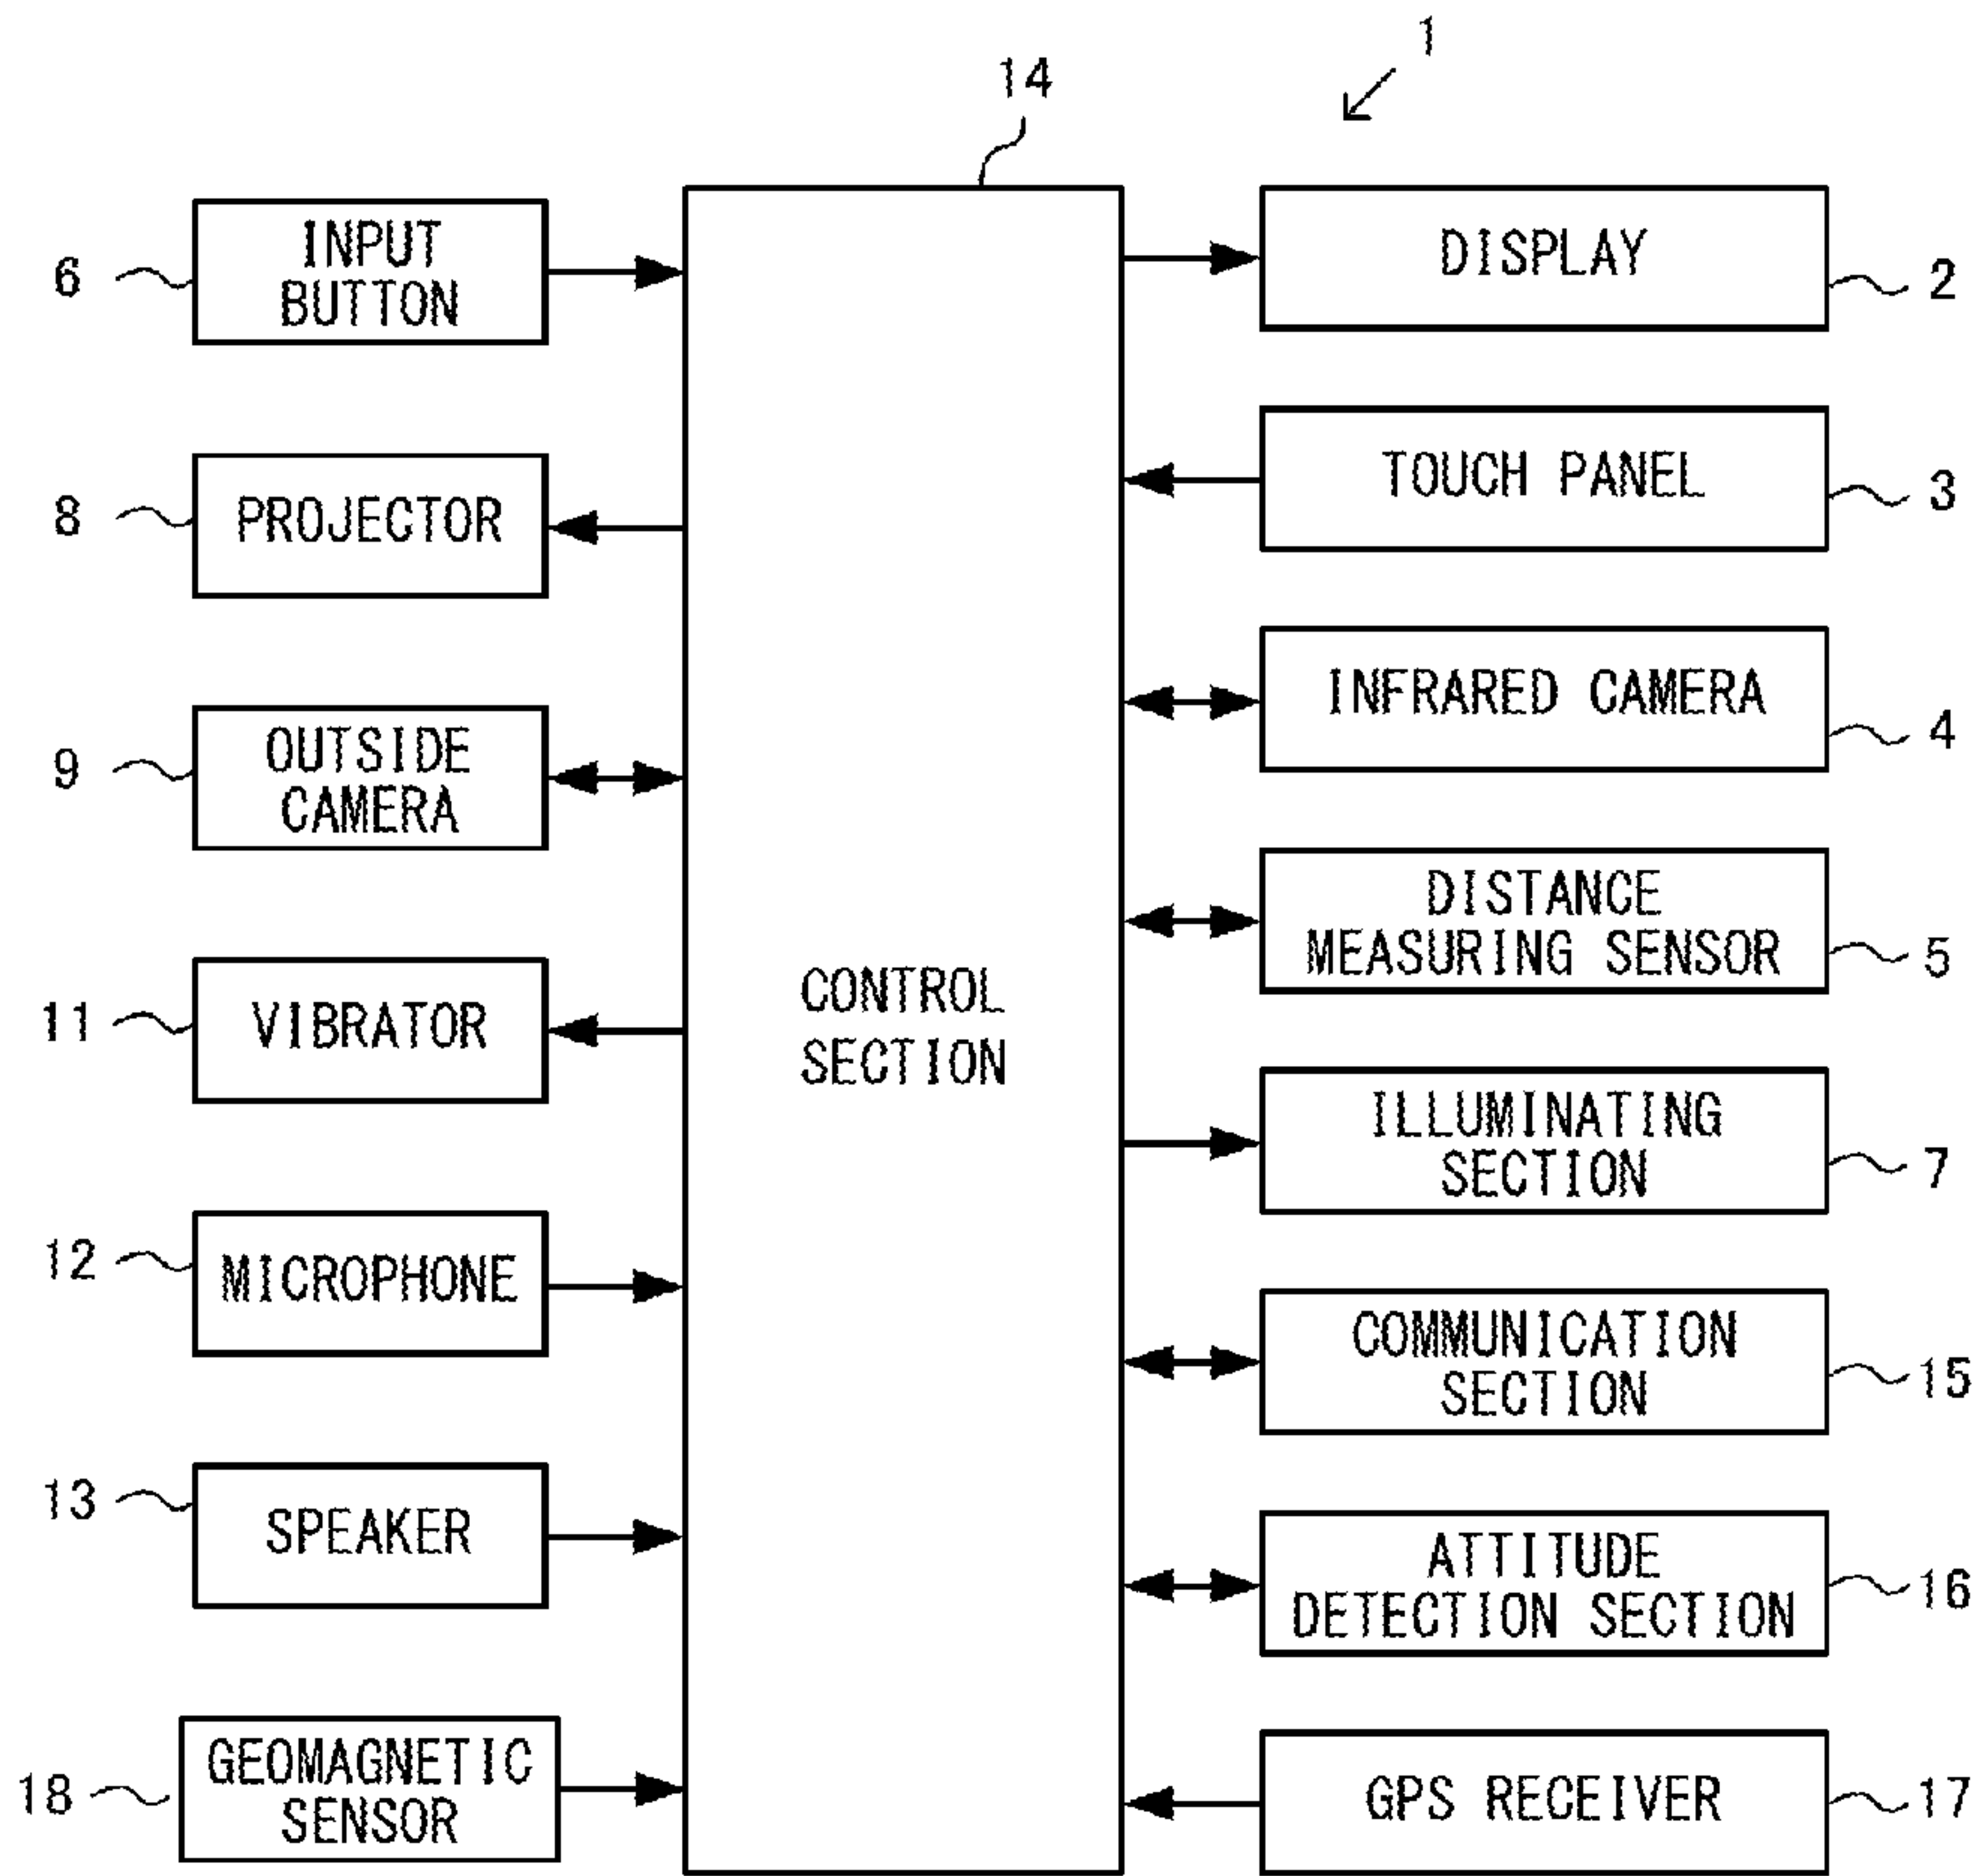 1
14
6
INPUT
BUTTON
8
PROJECTOR
9
OUTSIDE
CAMERA
11
VIBRATOR
12
MICROPHONE
13
SPEAKER
18
GEOMAGNETIC
SENSOR
CONTROL
SECTION
DISPLAY
2
TOUCH PANEL
3
INFRARED CAMERA
4
DISTANCE
MEASURING SENSOR
5
ILLUMINATING
SECTION
7
COMMUNICATION
SECTION
15
ATTITUDE
DETECTION SECTION
16
GPS RECEIVER
17